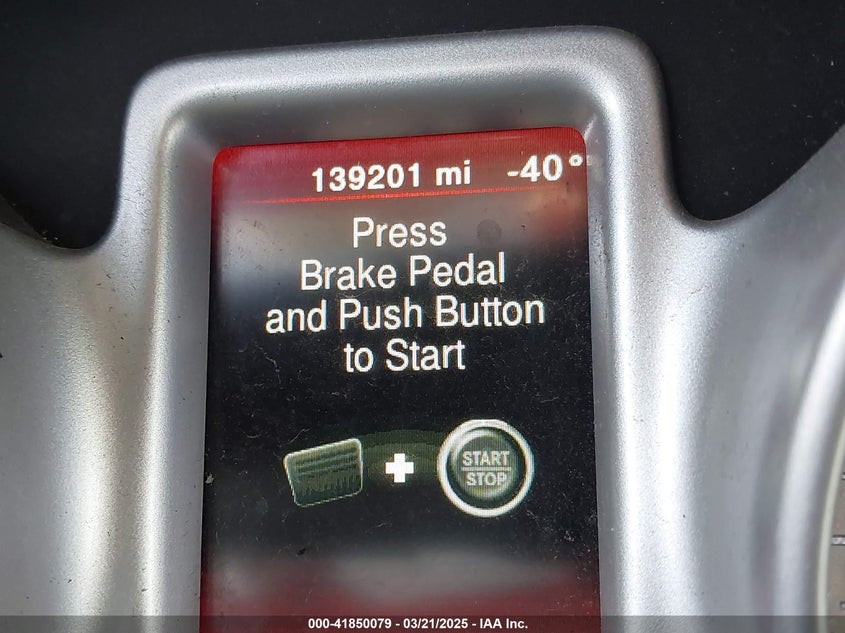 139201 mi -40°
Press
Brake Pedal
and Push Button
to Start
START
STOP
000-41850079 - 03/21/2025 - IAA Inc.